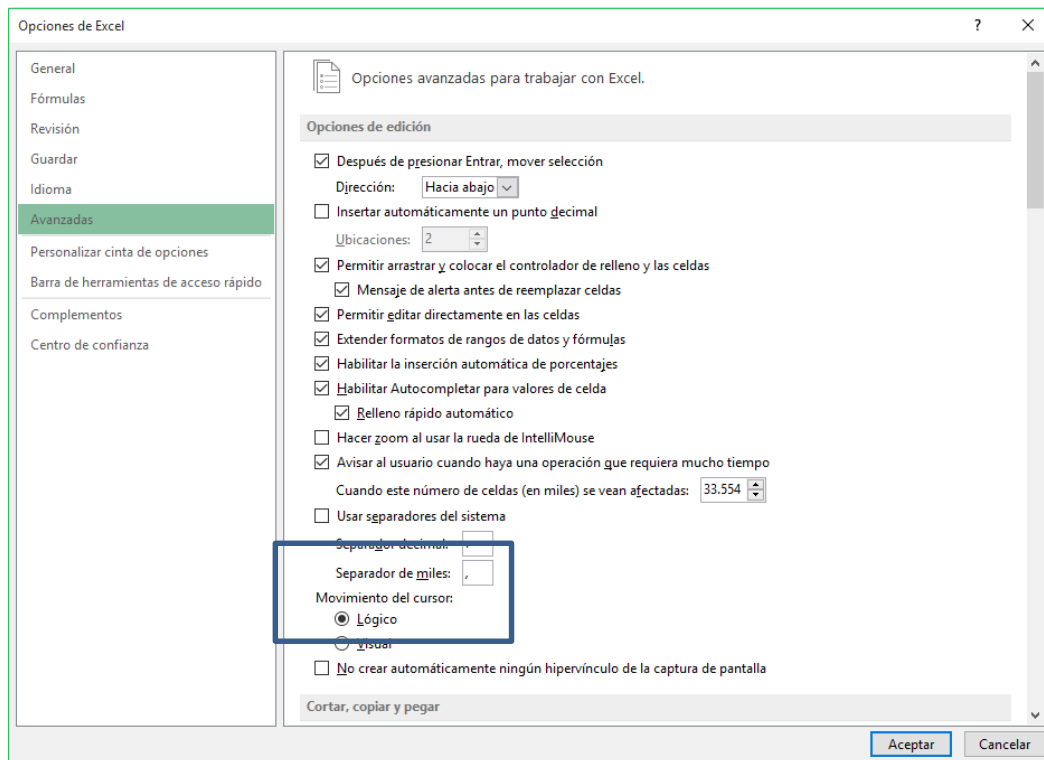 Opciones de Excel
?
General
Fórmulas
Revisión
Guardar
Idioma
Avanzadas
Personalizar cinta de opciones
Barra de herramientas de acceso rápido
Complementos
Centro de confianza
Opciones avanzadas para trabajar con Excel.
Opciones de edición
Después de presionar Entrar, mover selección
Dirección: Hacia abajo
Insertar automáticamente un punto decimal
Ubicaciones: 2
Permitir arrastrar y colocar el controlador de relleno y las celdas
Mensaje de alerta antes de reemplazar celdas
Permitir editar directamente en las celdas
Extender formatos de rangos de datos y fórmulas
Habilitar la inserción automática de porcentajes
Habilitar Autocompletar para valores de celda
Relleno rápido automático
Hacer zoom al usar la rueda de IntelliMouse
Avisar al usuario cuando haya una operación que requiera mucho tiempo
Cuando este número de celdas (en miles) se vean afectadas: 33.554
Usar separadores del sistema
Separador decimal:
Separador de miles: ,
Movimiento del cursor:
Lógico
Visual
No crear automáticamente ningún hipervínculo de la captura de pantalla
Cortar, copiar y pegar
Aceptar
Cancelar